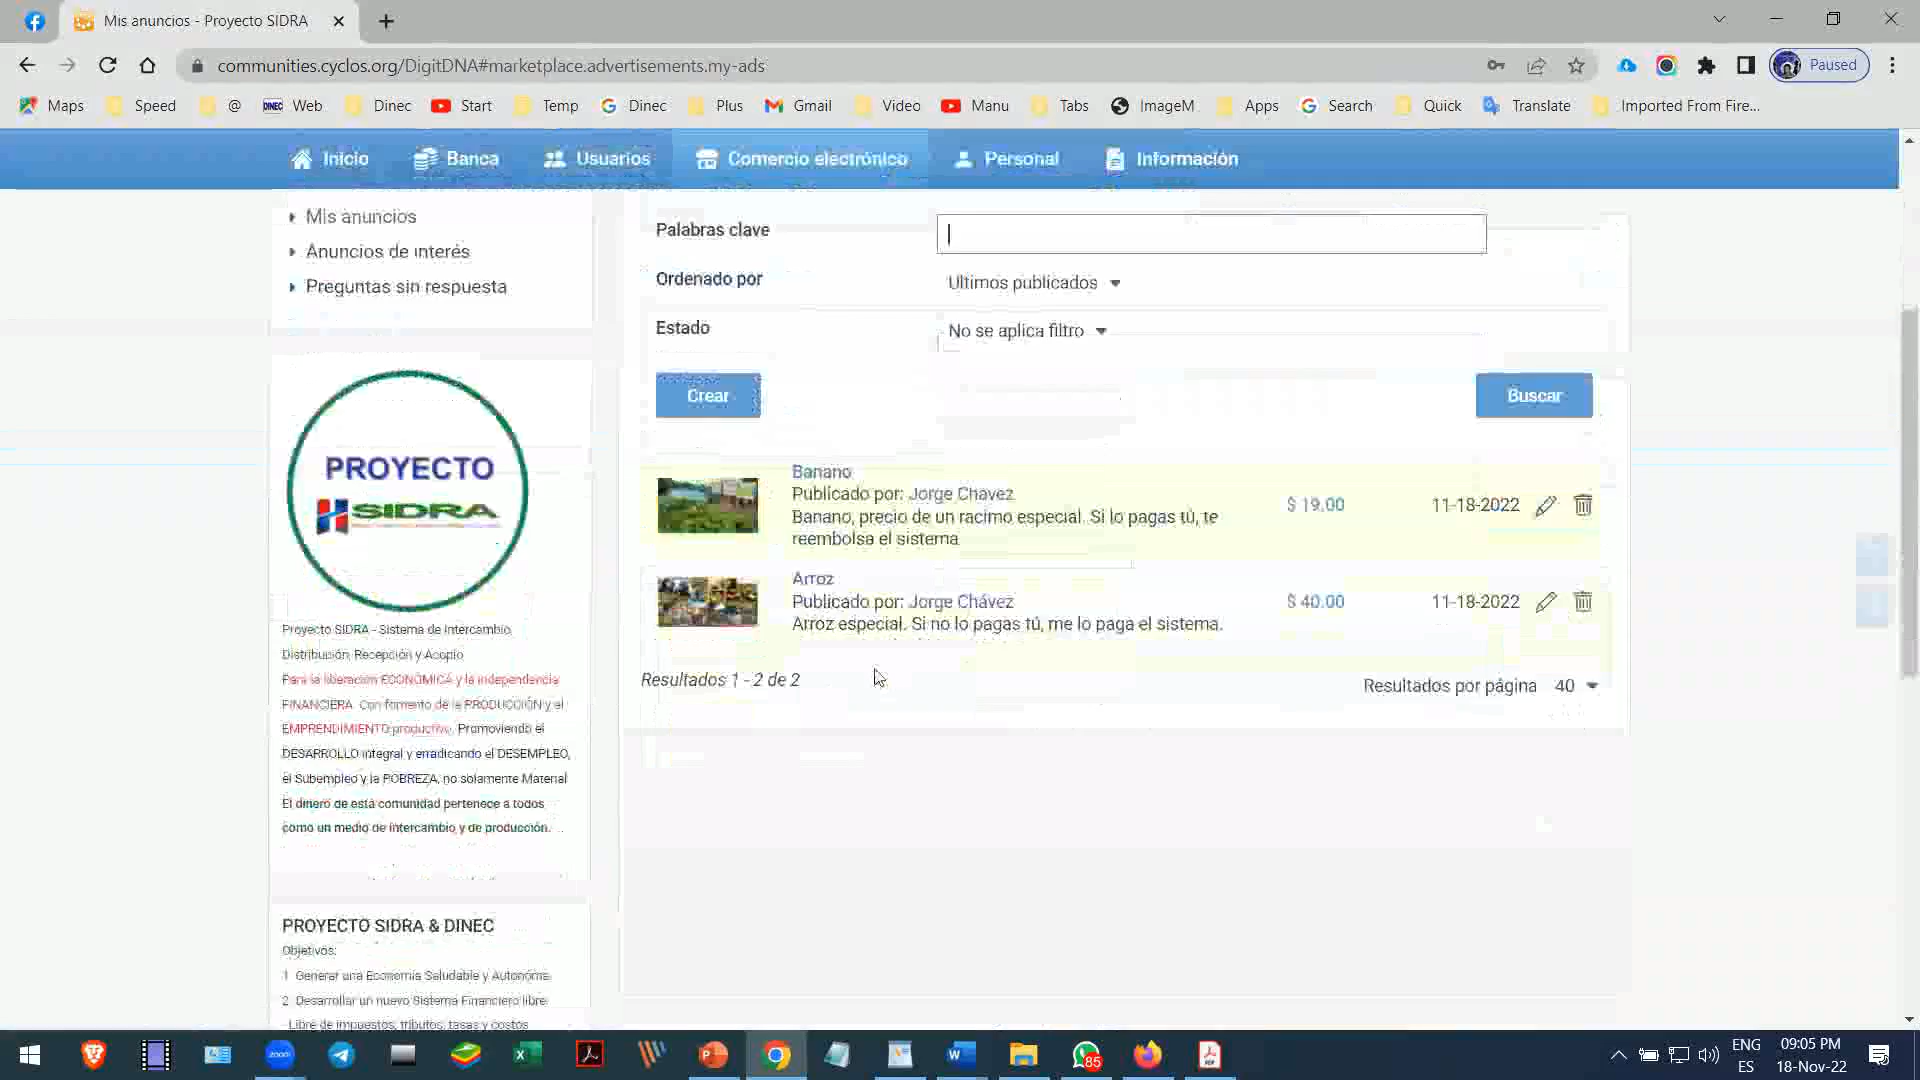 Mis anuncios - Proyecto SIDRA
communities.cyclos.org/DigitDNA#marketplace.advertisements.my-ads
Paused
Maps Speed @ DINEC Web Dinec Start Temp Dinec Plus Gmail Video Manu Tabs ImageM Apps Search Quick Translate Imported From Fire...
Inicio Banca Usuarios Comercio electrónico Personal Información
Mis anuncios
Anuncios de interés
Preguntas sin respuesta
Palabras clave
Ordenado por Ultimos publicados
Estado No se aplica filtro
Crear Buscar
Banano
Publicado por: Jorge Chavez
Banano, precio de un racimo especial. Si lo pagas tú, te
reembolsa el sistema
$ 19.00 11-18-2022
Arroz
Publicado por: Jorge Chávez
Arroz especial. Si no lo pagas tú, me lo paga el sistema.
$ 40.00 11-18-2022
Resultados 1 - 2 de 2
Resultados por página 40
PROYECTO
SIDRA
Proyecto SIDRA - Sistema de Intercambio
Distribución, Recepción y Acopio
Para la liberación ECONÓMICA y la independencia
FINANCIERA. Con fomento de la PRODUCCIÓN y el
EMPRENDIMIENTO productivo. Promoviendo el
DESARROLLO integral y erradicando el DESEMPLEO,
el Subempleo y la POBREZA, no solamente Material
El dinero de esta comunidad pertenece a todos
como un medio de intercambio y de producción.
PROYECTO SIDRA & DINEC
Objetivos:
1 Generar una Economía Saludable y Autonóma
2 Desarrollar un nuevo Sistema Financiero libre
Libre de impuestos, tributos, tasas y costos
zoom
85
ENG
ES
09:05 PM
18-Nov-22